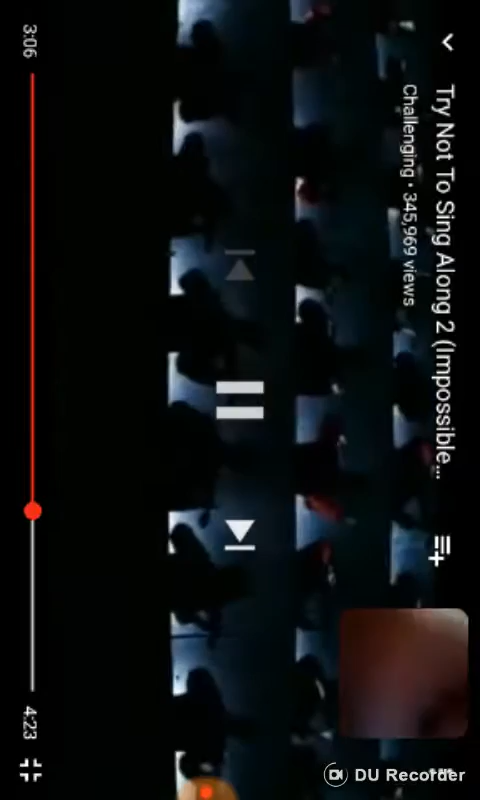 Try Not To Sing Along 2 (Impossible...
Challenging • 345,969 views
3:06
4:23
DU Recorder